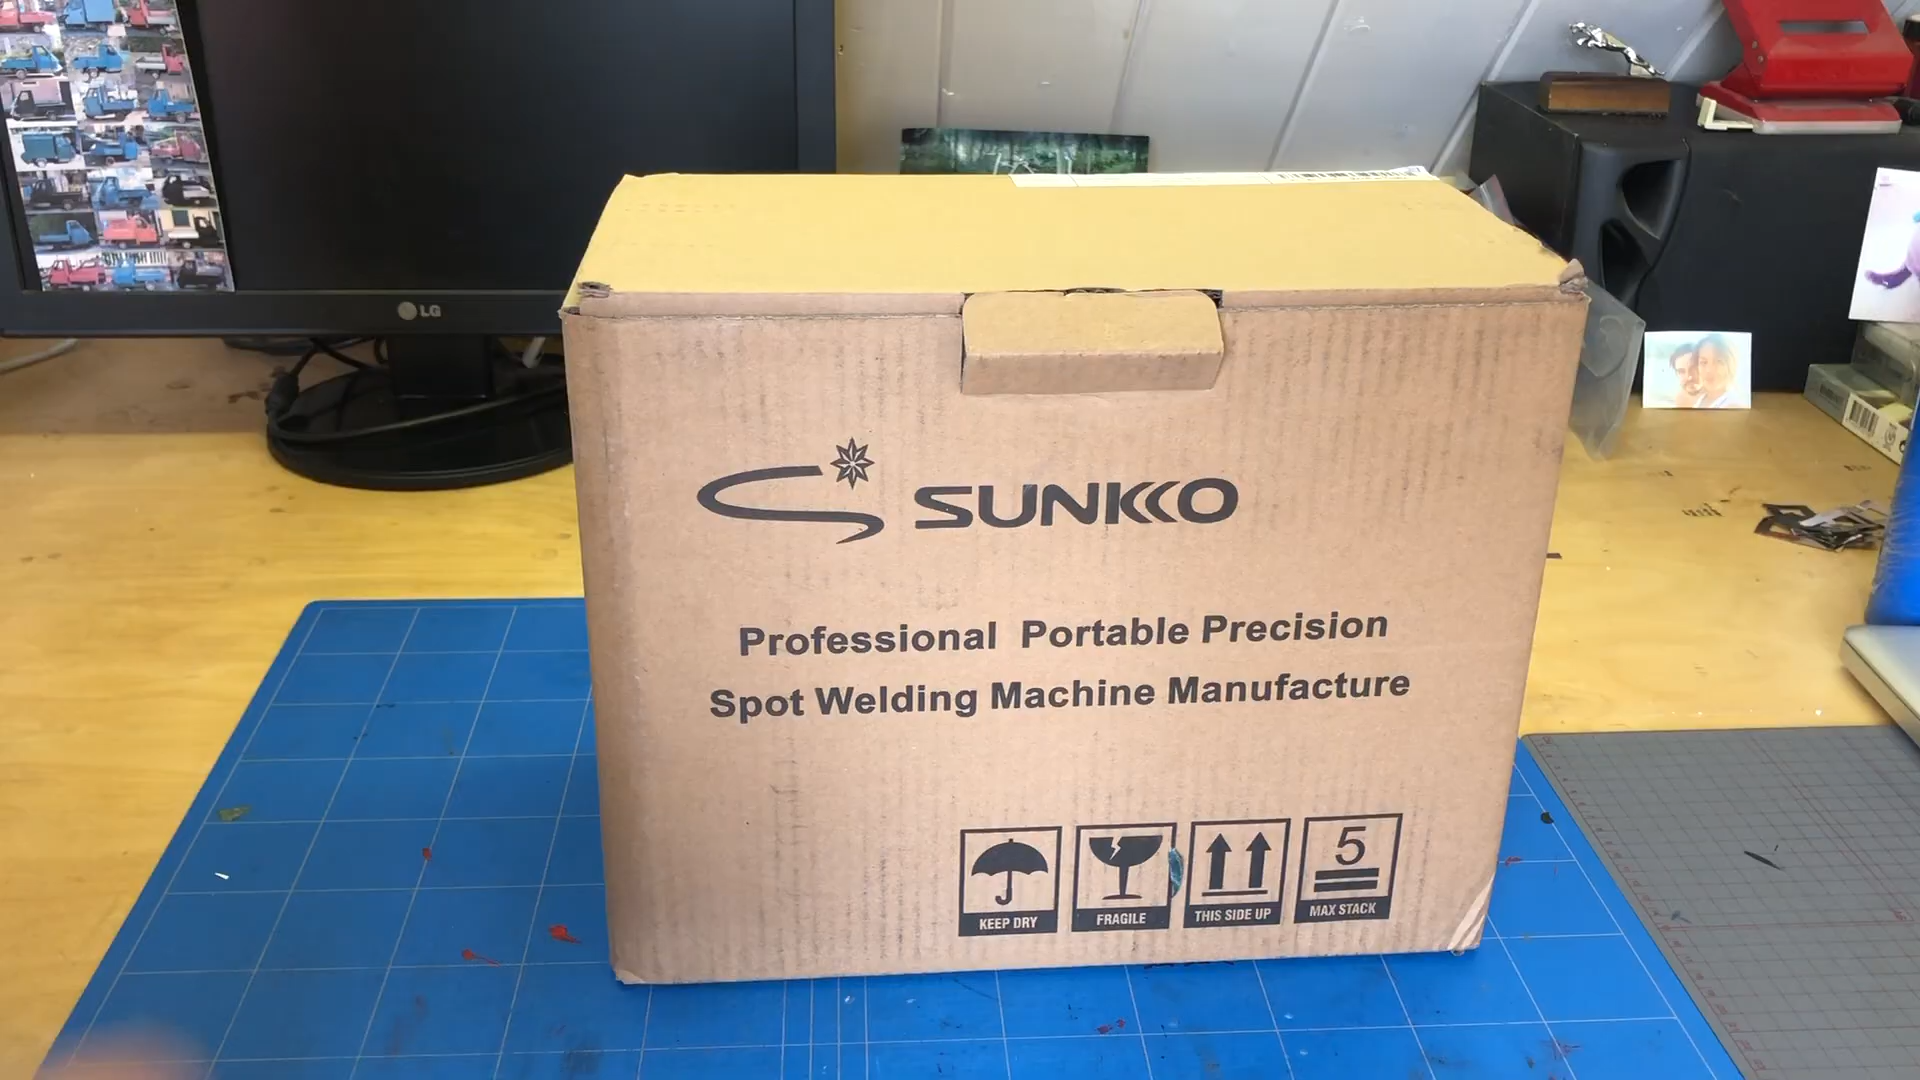 LG
SUNKKO
Professional Portable Precision
Spot Welding Machine Manufacture
5
KEEP DRY
FRAGILE
THIS SIDE UP
MAX STACK